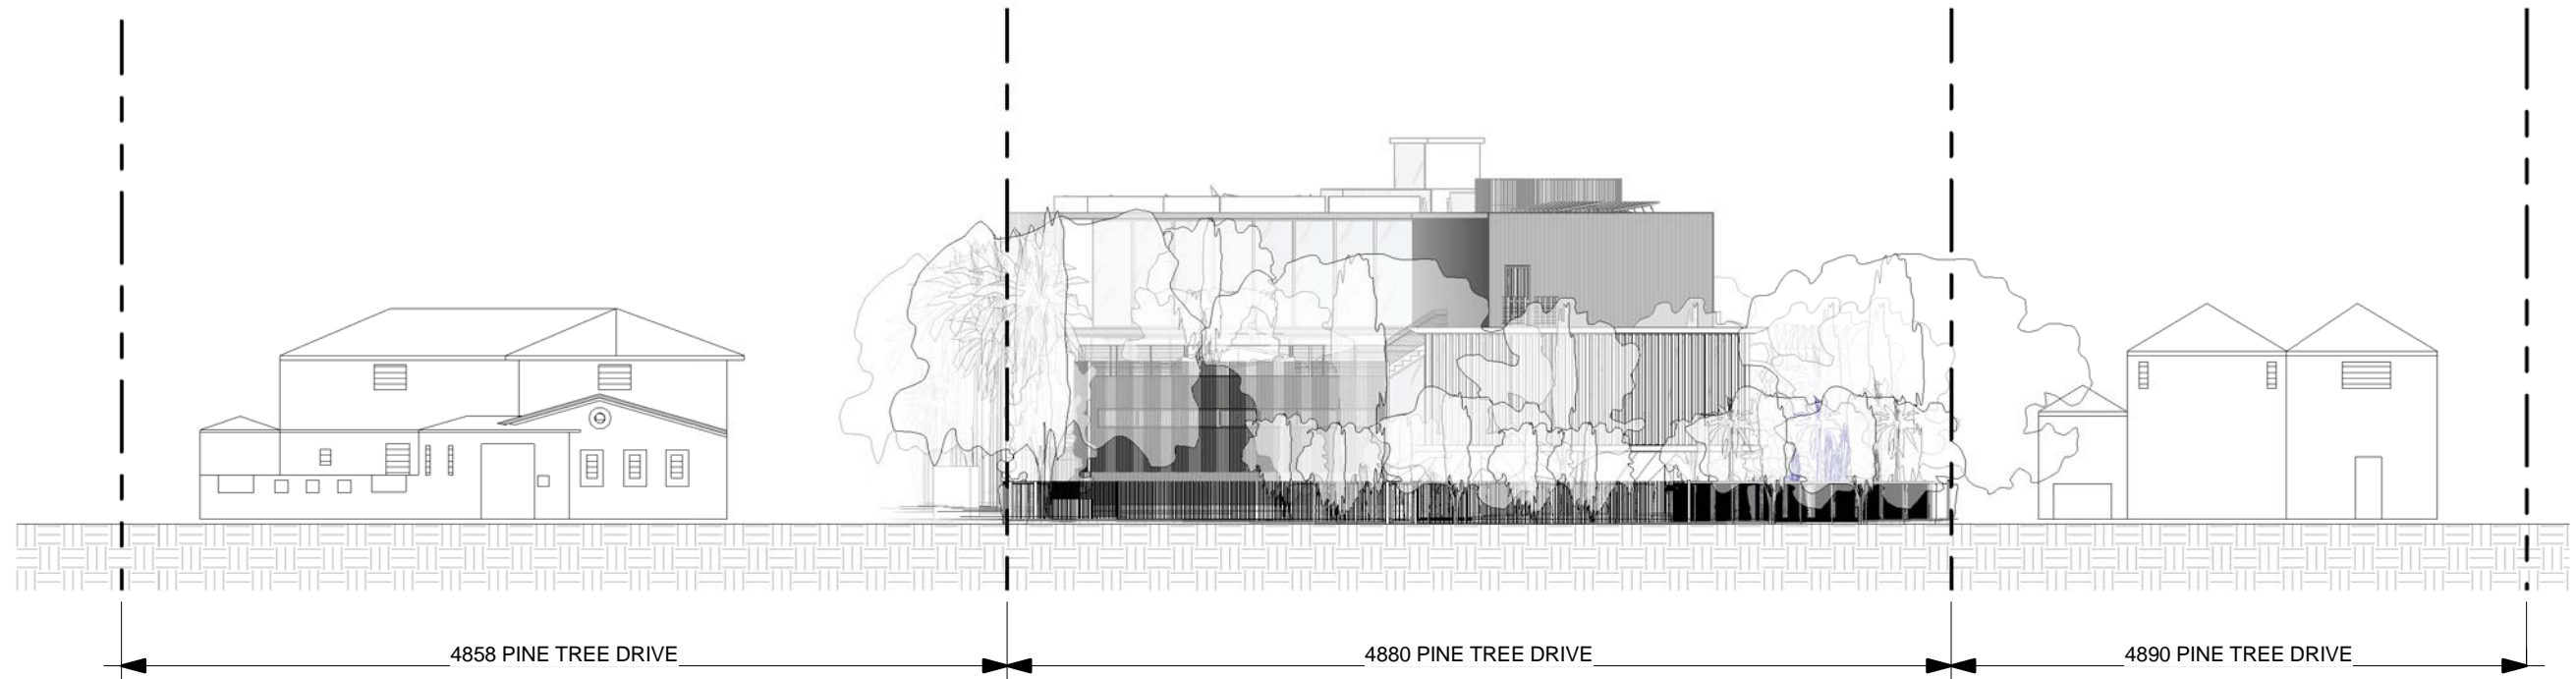 4858 PINE TREE DRIVE
4880 PINE TREE DRIVE
4890 PINE TREE DRIVE